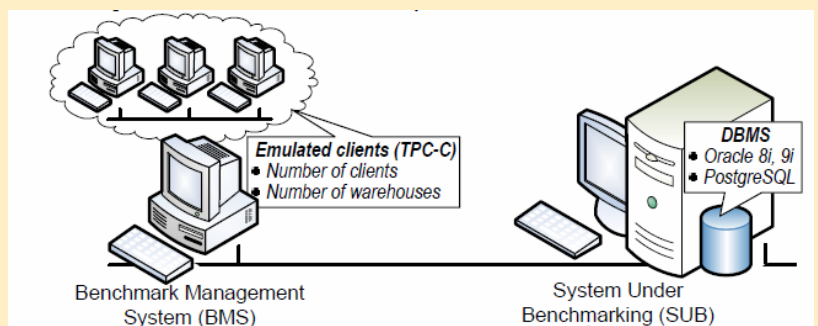 Emulated clients (TPC-C)
• Number of clients
• Number of warehouses
DBMS
• Oracle 8i, 9i
• PostgreSQL
Benchmark Management
System (BMS)
System Under
Benchmarking (SUB)